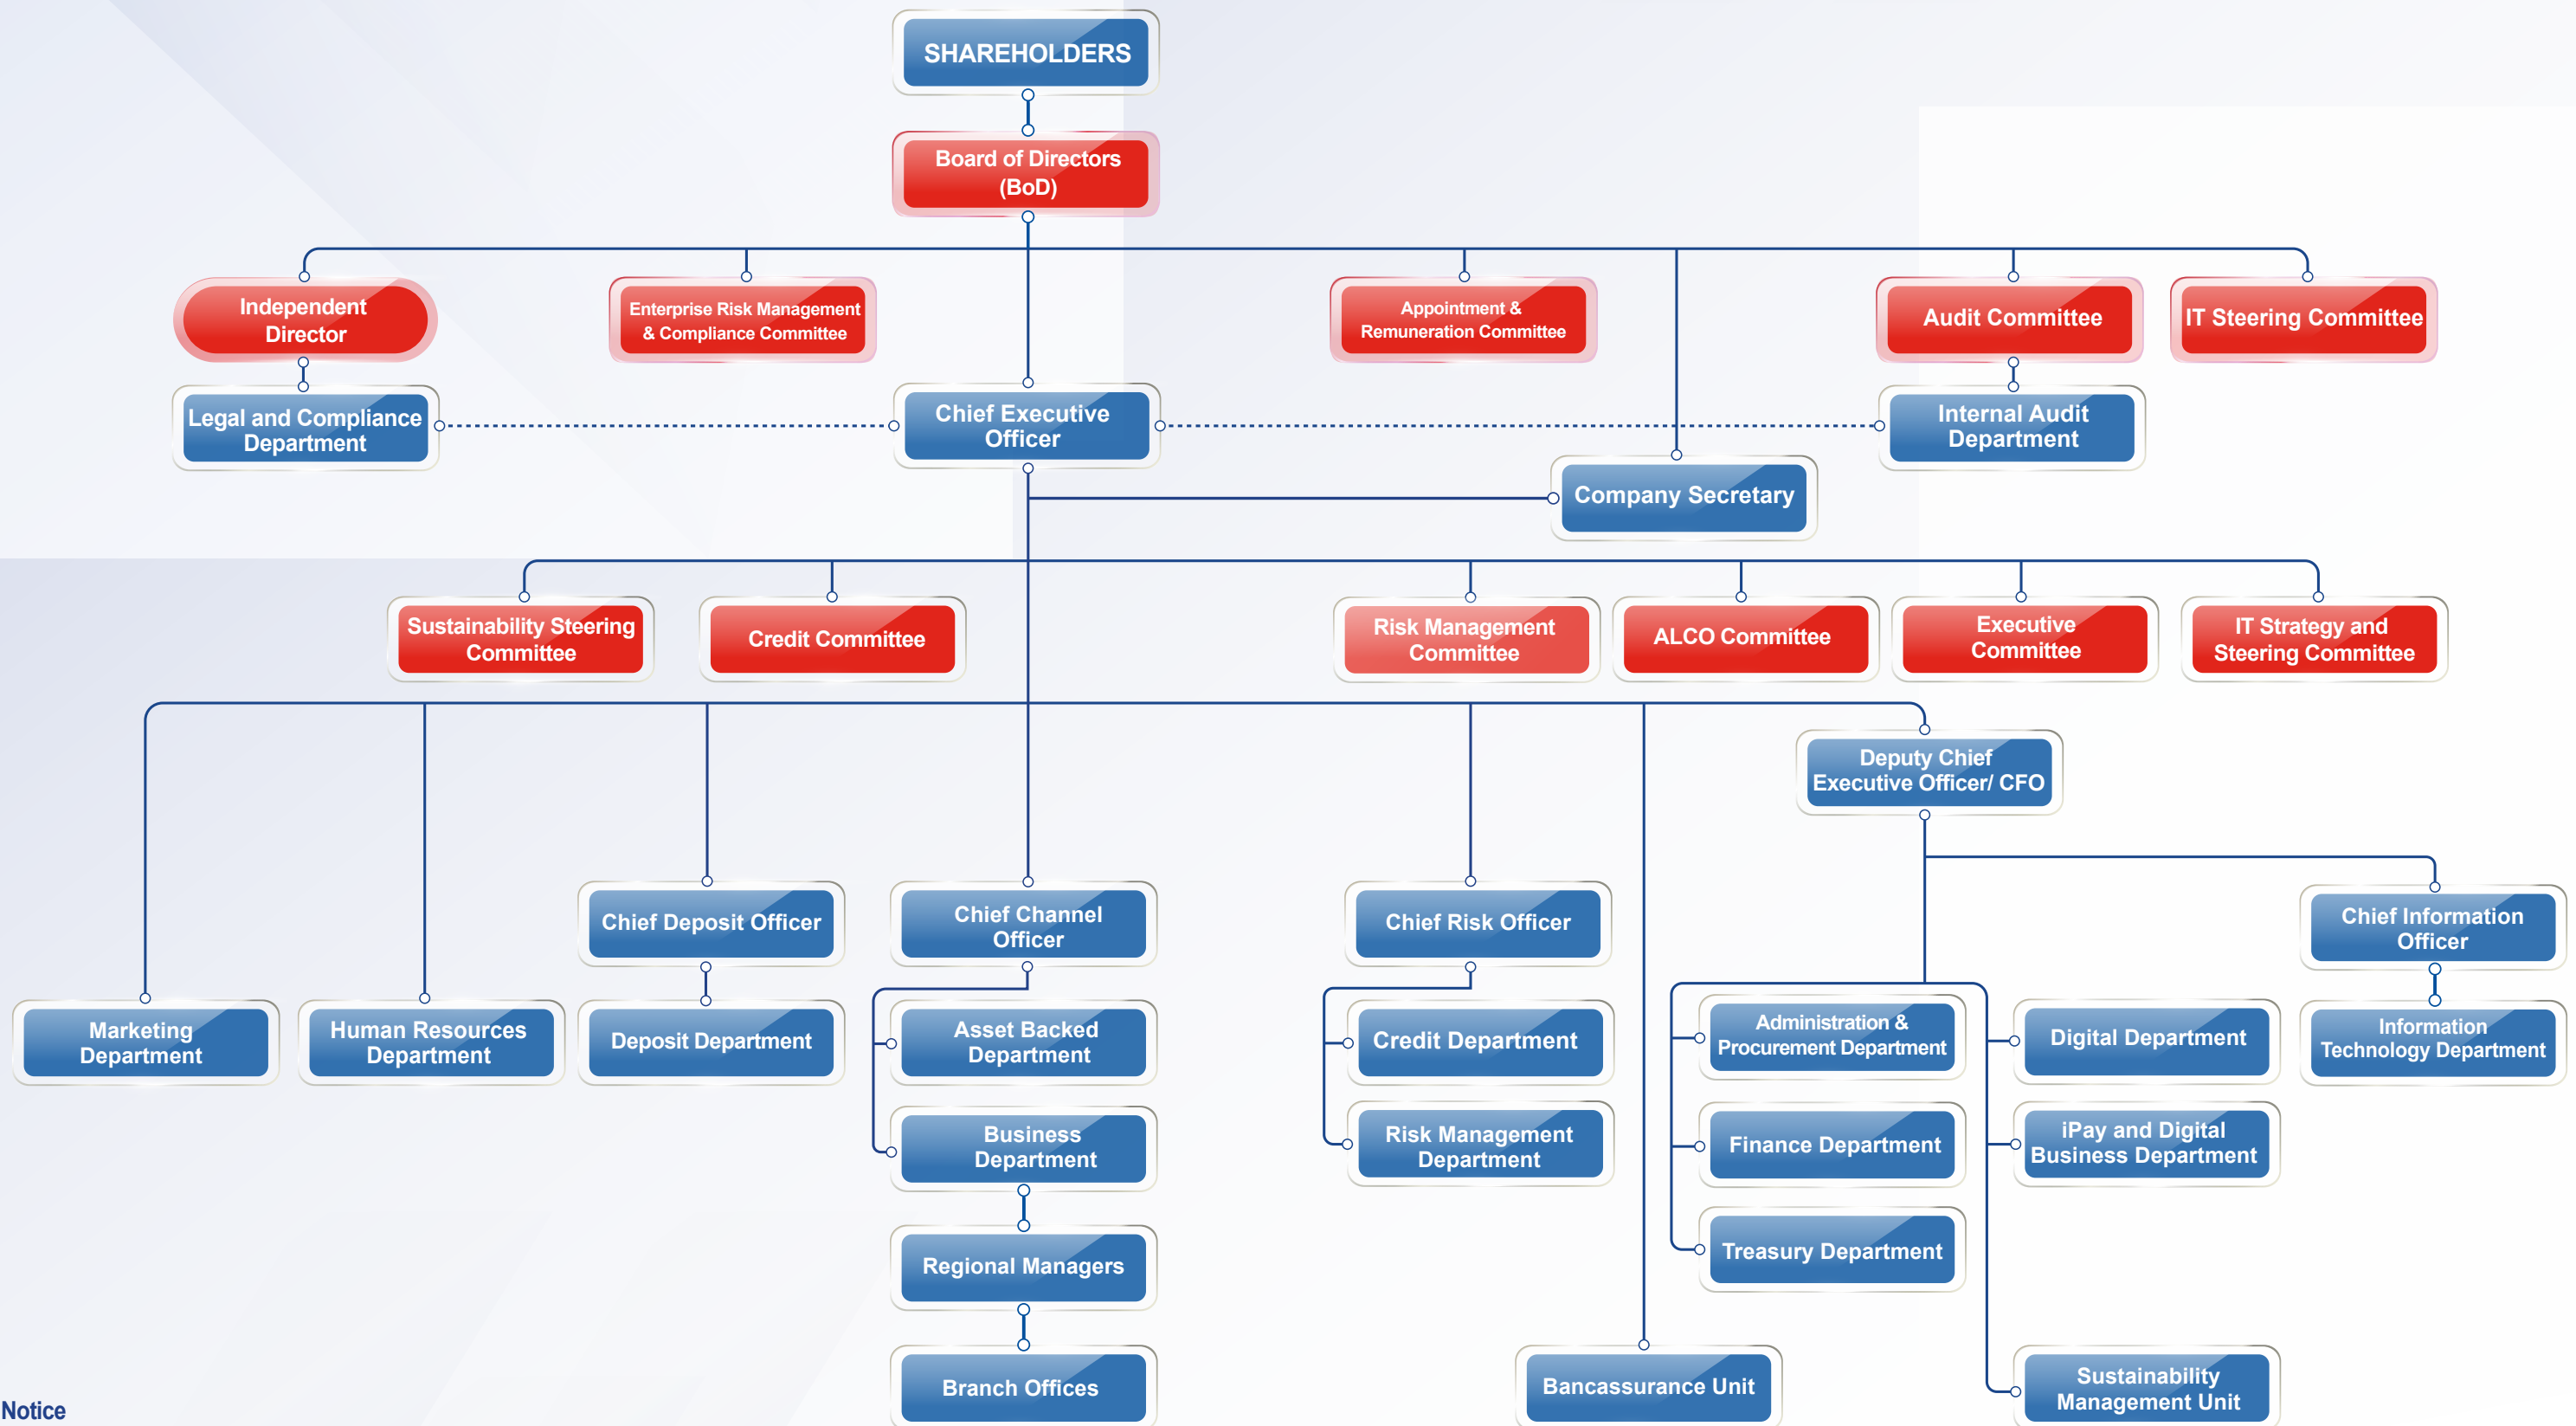 SHAREHOLDERS
Board of Directors
(BoD)
Independent
Director
Enterprise Risk Management
& Compliance Committee
Appointment &
Remuneration Committee
Audit Committee
IT Steering Committee
Legal and Compliance
Department
Chief Executive
Officer
Internal Audit
Department
Company Secretary
Sustainability Steering
Committee
Credit Committee
Risk Management
Committee
ALCO Committee
Executive
Committee
IT Strategy and
Steering Committee
Deputy Chief
Executive Officer/ CFO
Chief Deposit Officer
Chief Channel
Officer
Chief Risk Officer
Chief Information
Officer
Marketing
Department
Human Resources
Department
Deposit Department
Asset Backed
Department
Credit Department
Administration &
Procurement Department
Digital Department
Information
Technology Department
Business
Department
Risk Management
Department
Finance Department
iPay and Digital
Business Department
Regional Managers
Treasury Department
Branch Offices
Bancassurance Unit
Sustainability
Management Unit
Notice